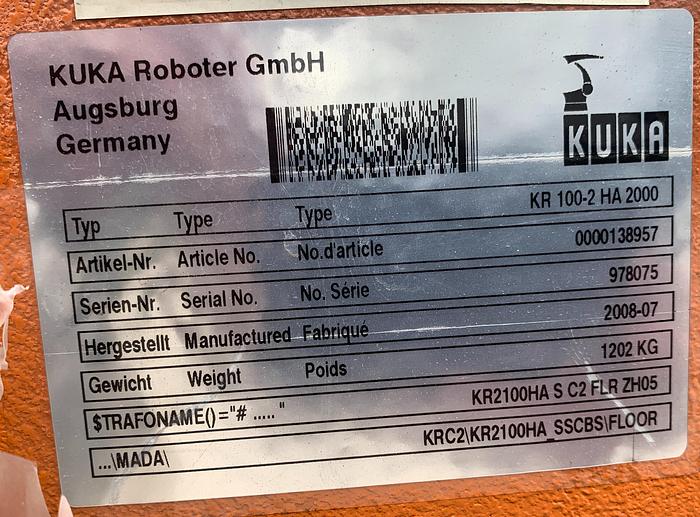 KUKA Roboter GmbH
Augsburg
Germany
KUKA
Typ Type Type KR 100-2 HA 2000
Artikel-Nr. Article No. No.d'article 0000138957
Serien-Nr. Serial No. No. Série 978075
Hergestellt Manufactured Fabriqué 2008-07
Gewicht Weight Poids 1202 KG
$TRAFONAME()="# ..... " KR2100HA S C2 FLR ZH05
...\MADA\ KRC2\KR2100HA_SSCBS\FLOOR